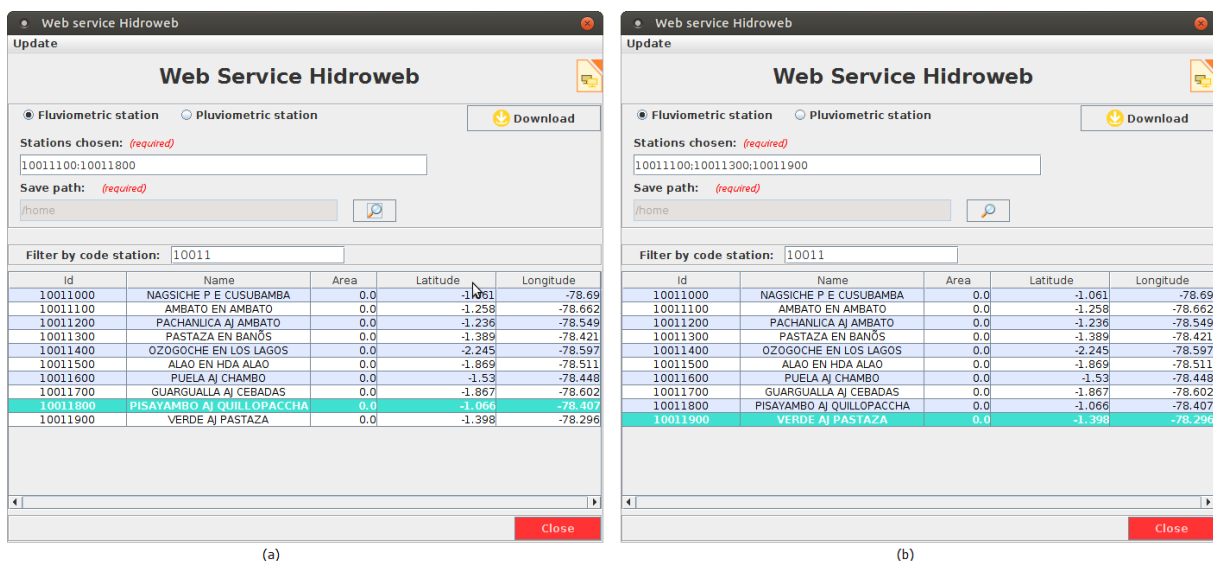 Web service Hidroweb
Update
Web Service Hidroweb
Fluviometric station Pluviometric station
Download
Stations chosen: (required)
10011100:10011800
Save path: (required)
/home
Filter by code station: 10011
Id Name Area Latitude Longitude
10011000 NAGSICHE P E CUSUBAMBA 0.0 -1.061 -78.69
10011100 AMBATO EN AMBATO 0.0 -1.258 -78.662
10011200 PACHANLICA AJ AMBATO 0.0 -1.236 -78.549
10011300 PASTAZA EN BANÕS 0.0 -1.389 -78.421
10011400 OZOGOCHE EN LOS LAGOS 0.0 -2.245 -78.597
10011500 ALAO EN HDA ALAO 0.0 -1.869 -78.511
10011600 PUELA AJ CHAMBO 0.0 -1.53 -78.448
10011700 GUARGUALLA AJ CEBADAS 0.0 -1.867 -78.602
10011800 PISAYAMBO AJ QUILLOPACCHA 0.0 -1.066 -78.407
10011900 VERDE AJ PASTAZA 0.0 -1.398 -78.296
Close
(a)
Web service Hidroweb
Update
Web Service Hidroweb
Fluviometric station Pluviometric station
Download
Stations chosen: (required)
10011100;10011300;10011900
Save path: (required)
/home
Filter by code station: 10011
Id Name Area Latitude Longitude
10011000 NAGSICHE P E CUSUBAMBA 0.0 -1.061 -78.69
10011100 AMBATO EN AMBATO 0.0 -1.258 -78.662
10011200 PACHANLICA AJ AMBATO 0.0 -1.236 -78.549
10011300 PASTAZA EN BANÕS 0.0 -1.389 -78.421
10011400 OZOGOCHE EN LOS LAGOS 0.0 -2.245 -78.597
10011500 ALAO EN HDA ALAO 0.0 -1.869 -78.511
10011600 PUELA AJ CHAMBO 0.0 -1.53 -78.448
10011700 GUARGUALLA AJ CEBADAS 0.0 -1.867 -78.602
10011800 PISAYAMBO AJ QUILLOPACCHA 0.0 -1.066 -78.407
10011900 VERDE AJ PASTAZA 0.0 -1.398 -78.296
Close
(b)